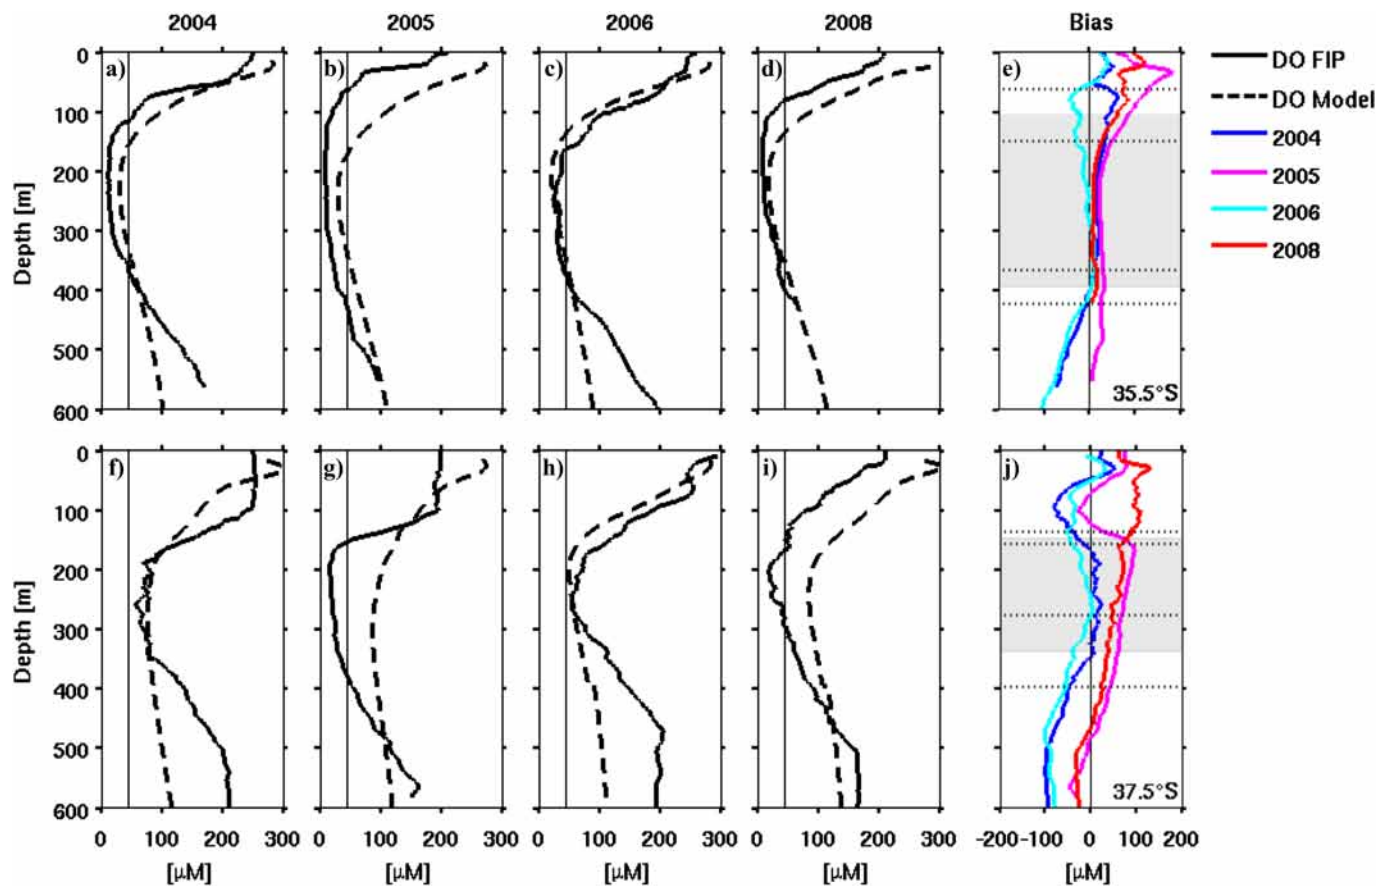 2004 2005 2006 2008 Bias
0 a) b) c) d) e) DO FIP
DO Model
100
2004
200 2005
2006
300 2008
400
500
600 35.5°S
Depth [m]
0 f) g) h) i) j)
100
200
300
400
500
600 37.5°S
Depth [m]
0 100 200 300 0 100 200 300 0 100 200 300 0 100 200 300 -200 -100 0 100 200
[µM] [µM] [µM] [µM] [µM]